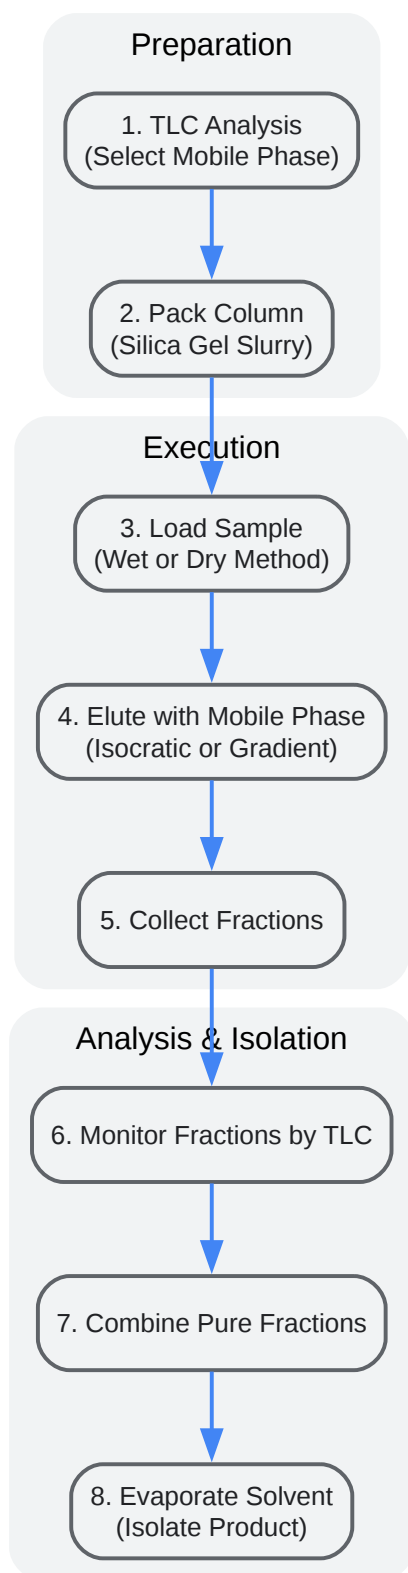 Preparation
1. TLC Analysis
(Select Mobile Phase)
2. Pack Column
(Silica Gel Slurry)
Execution
3. Load Sample
(Wet or Dry Method)
4. Elute with Mobile Phase
(Isocratic or Gradient)
5. Collect Fractions
Analysis & Isolation
6. Monitor Fractions by TLC
7. Combine Pure Fractions
8. Evaporate Solvent
(Isolate Product)